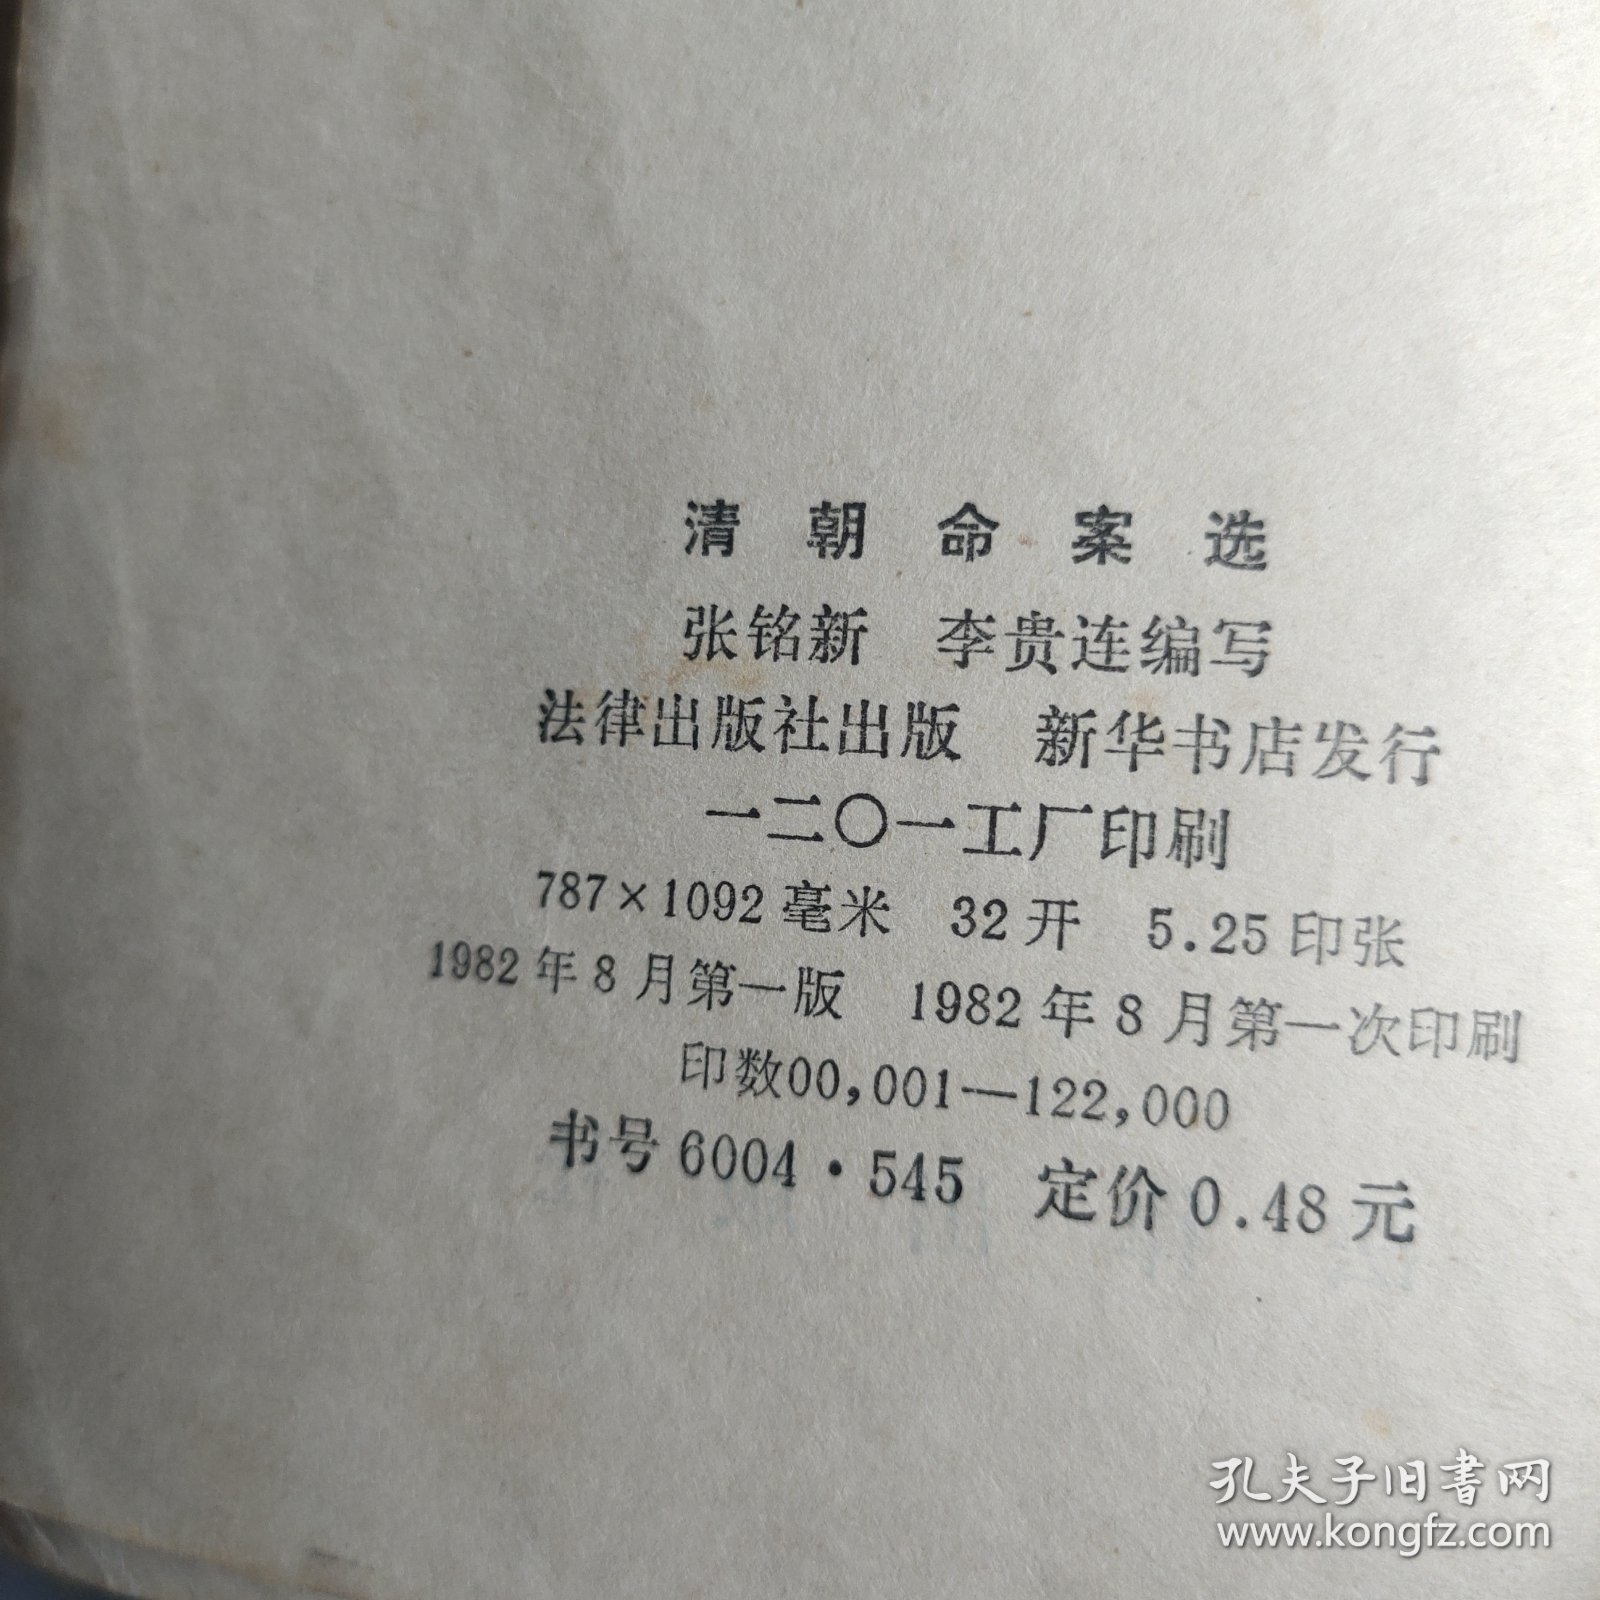 清朝命案选
张铭新 李贵连编写
法律出版社出版 新华书店发行
一二〇一工厂印刷
787×1092毫米 32开 5.25印张
1982年8月第一版 1982年8月第一次印刷
印数00,001—122,000
书号6004·545 定价0.48元
孔夫子旧书网
www.kongfz.com